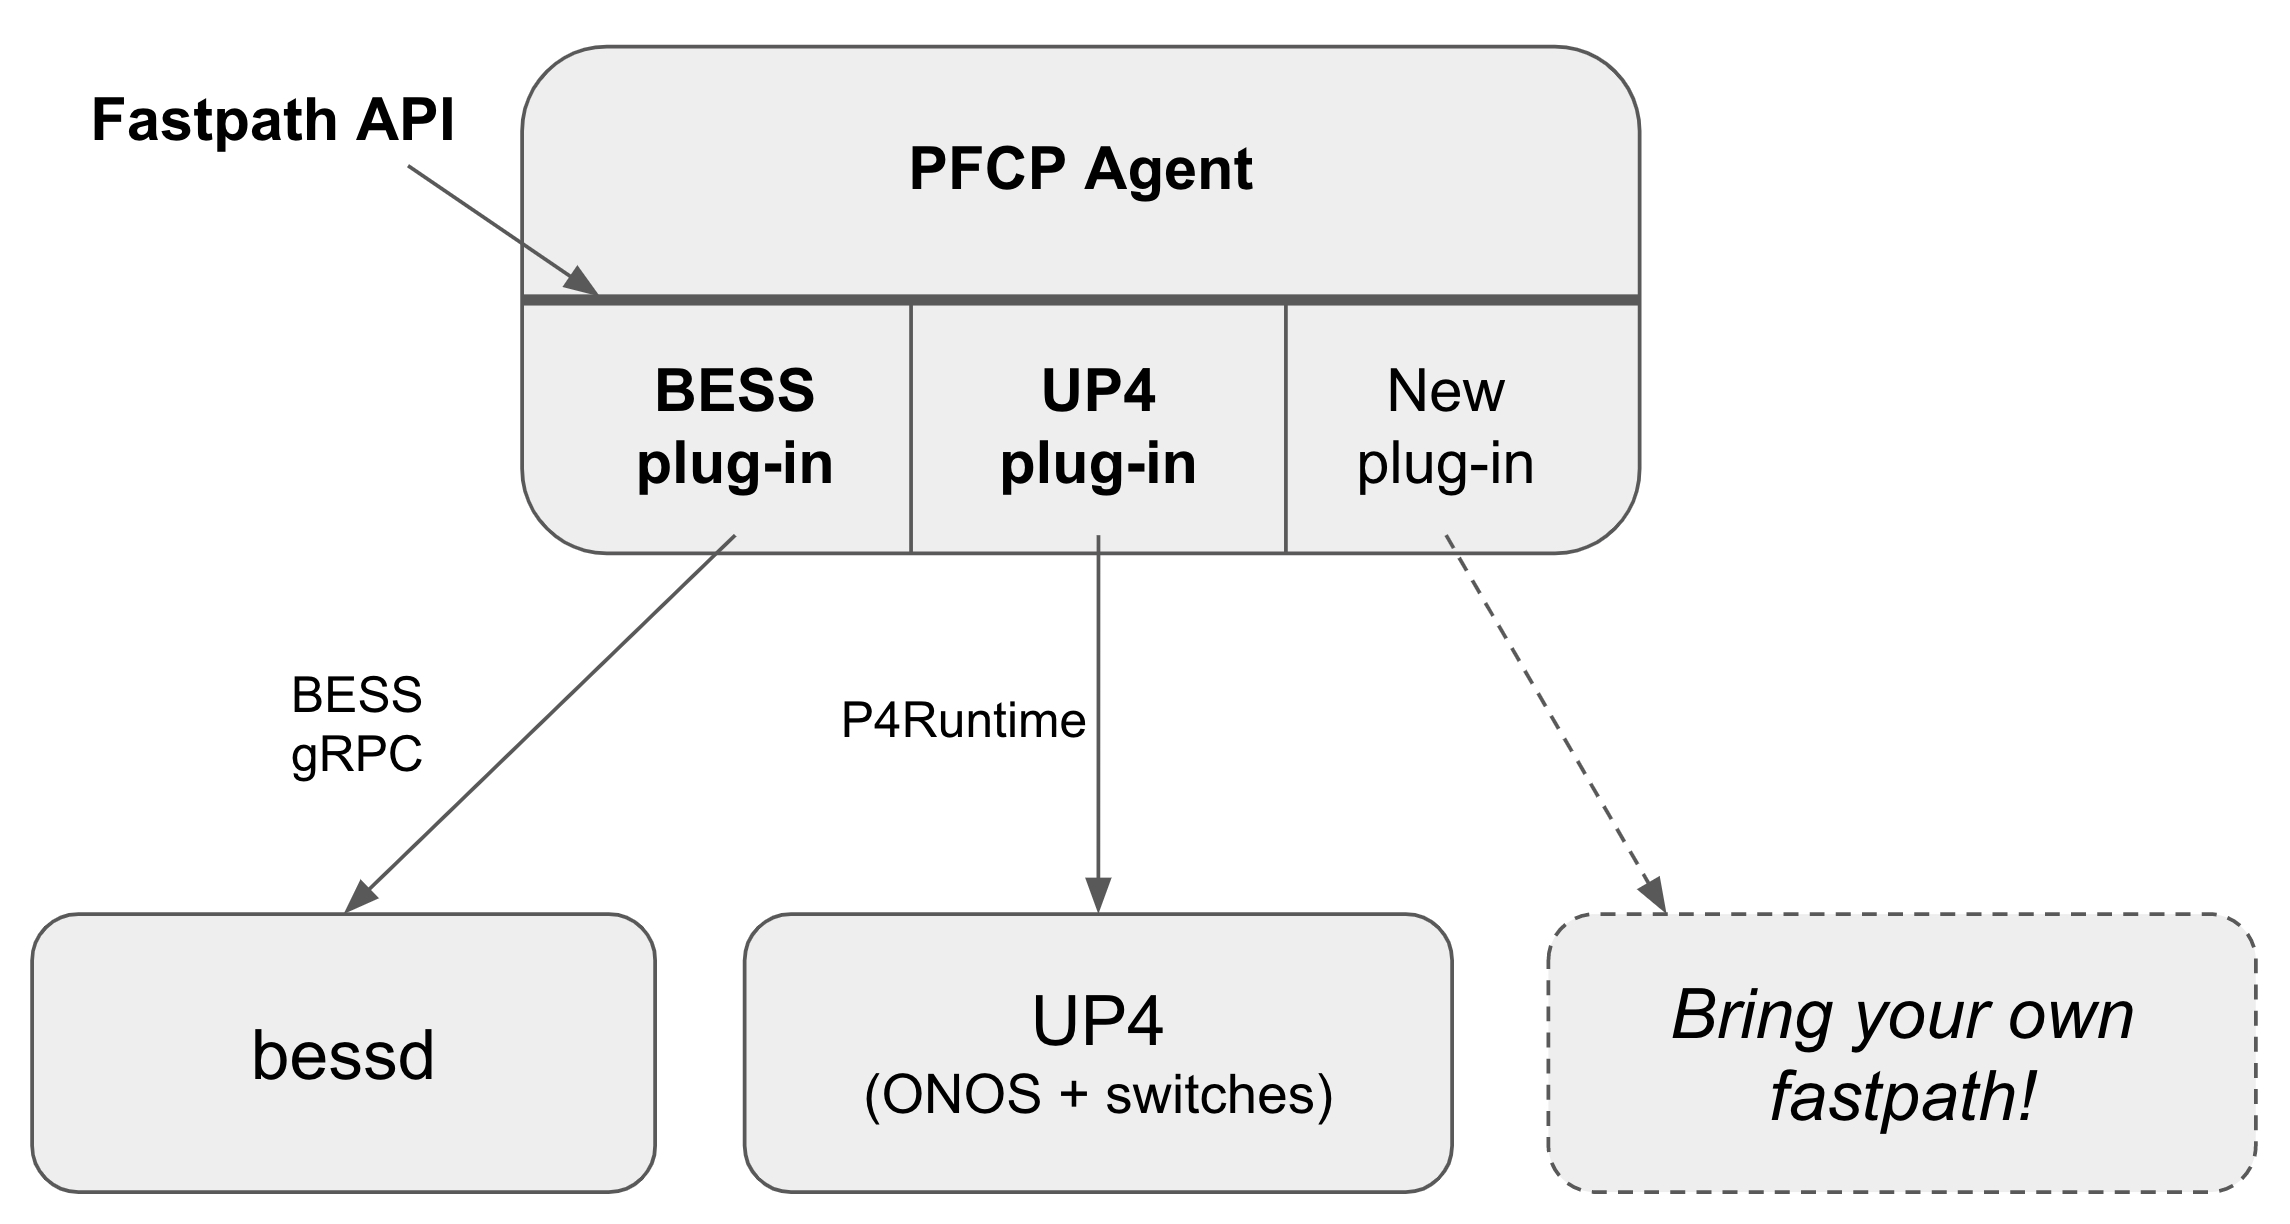 Fastpath API
PFCP Agent
BESS
plug-in
UP4
plug-in
New
plug-in
BESS
gRPC
P4Runtime
bessd
UP4
(ONOS + switches)
Bring your own
fastpath!